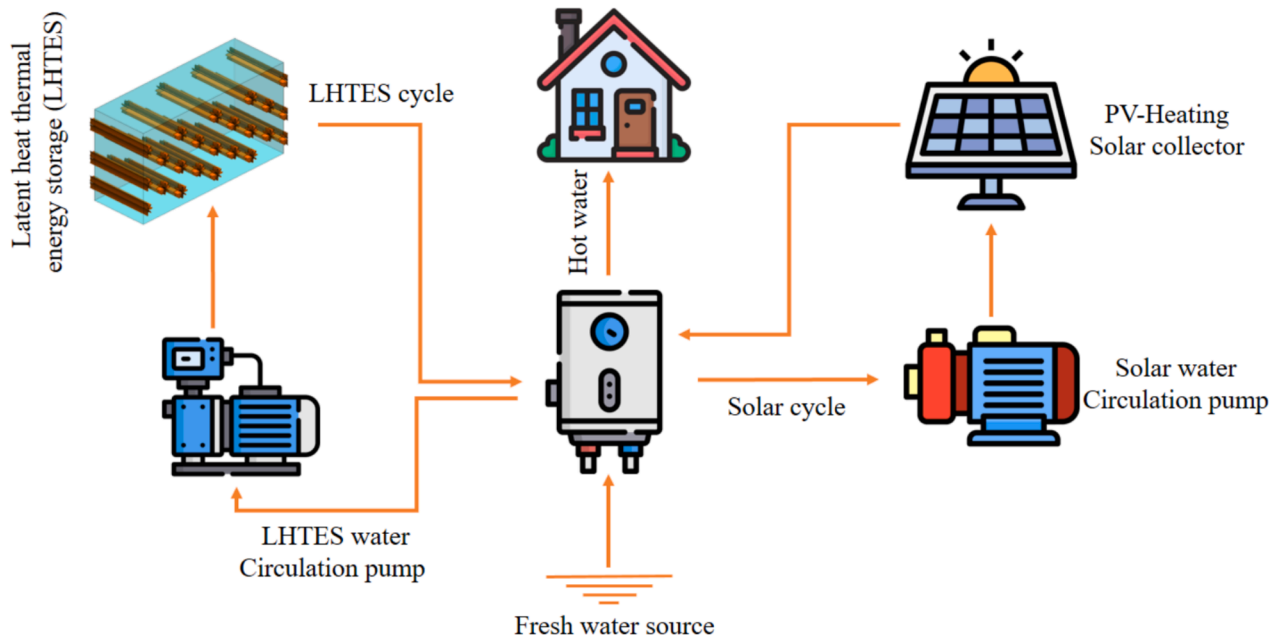 Latent heat thermal
energy storage (LHTES)
LHTES cycle
PV-Heating
Solar collector
Hot water
Solar cycle
Solar water
Circulation pump
LHTES water
Circulation pump
Fresh water source